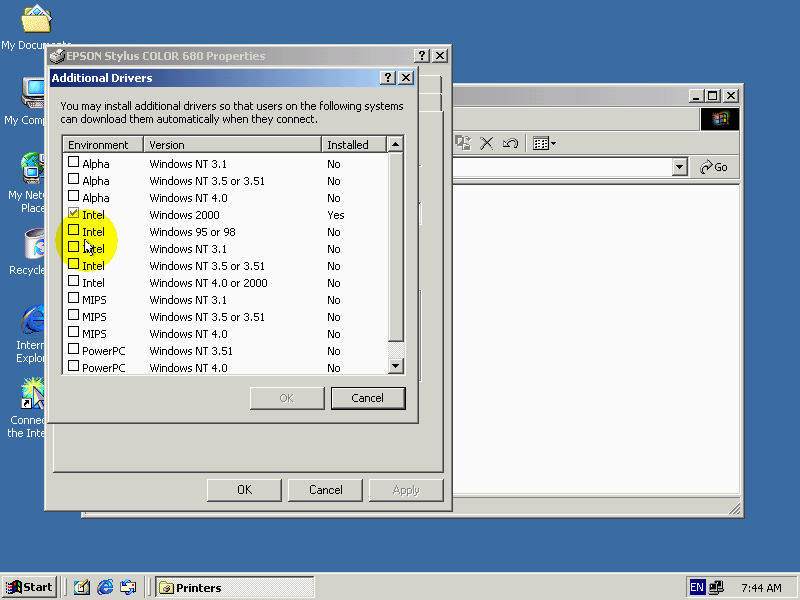 My Docum
EPSON Stylus COLOR 680 Properties
Additional Drivers
You may install additional drivers so that users on the following systems
can download them automatically when they connect.
Environment Version Installed
Alpha Windows NT 3.1 No
Alpha Windows NT 3.5 or 3.51 No
Alpha Windows NT 4.0 No
Intel Windows 2000 Yes
Intel Windows 95 or 98 No
Intel Windows NT 3.1 No
Intel Windows NT 3.5 or 3.51 No
Intel Windows NT 4.0 or 2000 No
MIPS Windows NT 3.1 No
MIPS Windows NT 3.5 or 3.51 No
MIPS Windows NT 4.0 No
PowerPC Windows NT 3.51 No
PowerPC Windows NT 4.0 No
OK Cancel
OK Cancel Apply
My Comp
My Net
Place
Recycle
Intern
Explo
Connec
the Inte
Go
Start Printers EN 7:44 AM